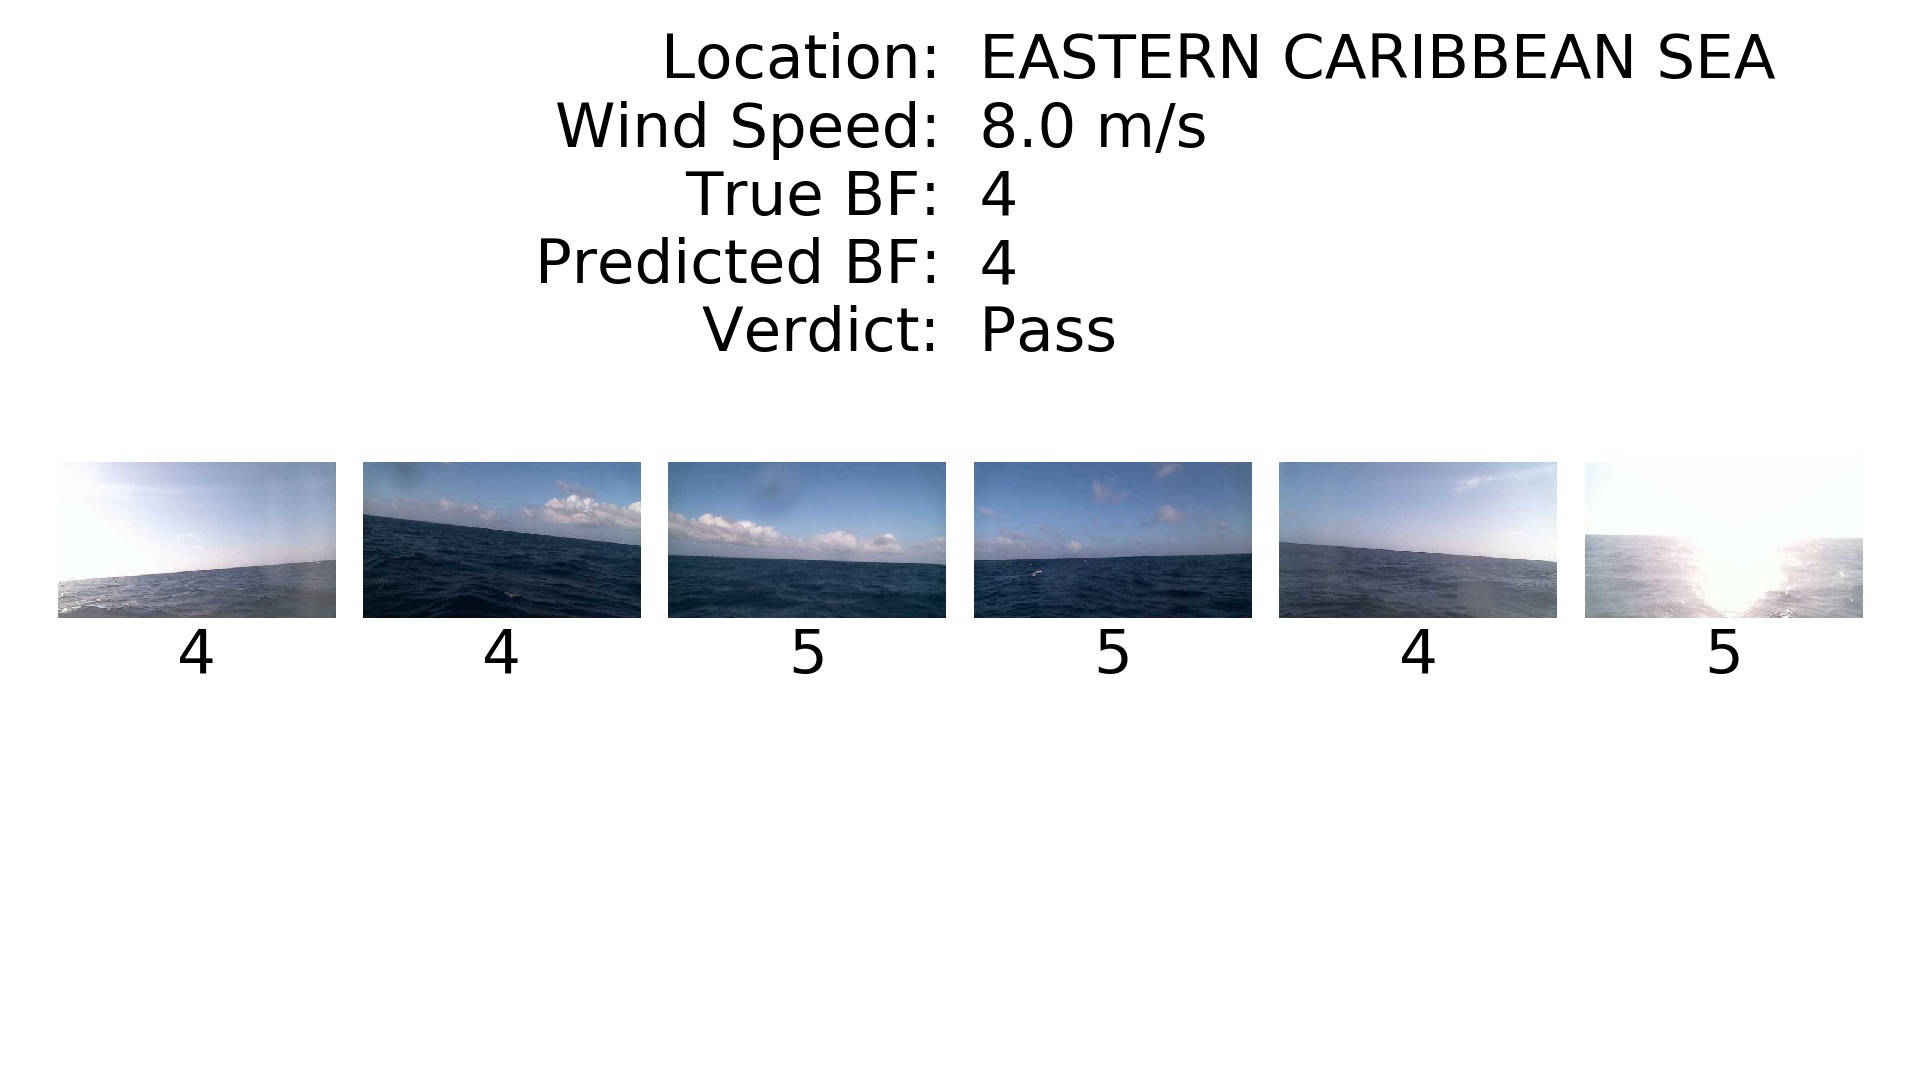 Location: EASTERN CARIBBEAN SEA
Wind Speed: 8.0 m/s
True BF: 4
Predicted BF: 4
Verdict: Pass
4 4 5 5 4 5